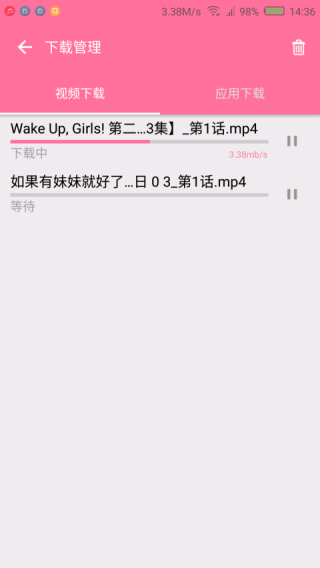 3.38M/s 98% 14:36
下载管理
视频下载 应用下载
Wake Up, Girls! 第二...3集】_第1话.mp4
下载中 3.38mb/s
如果有妹妹就好了...日 0 3_第1话.mp4
等待